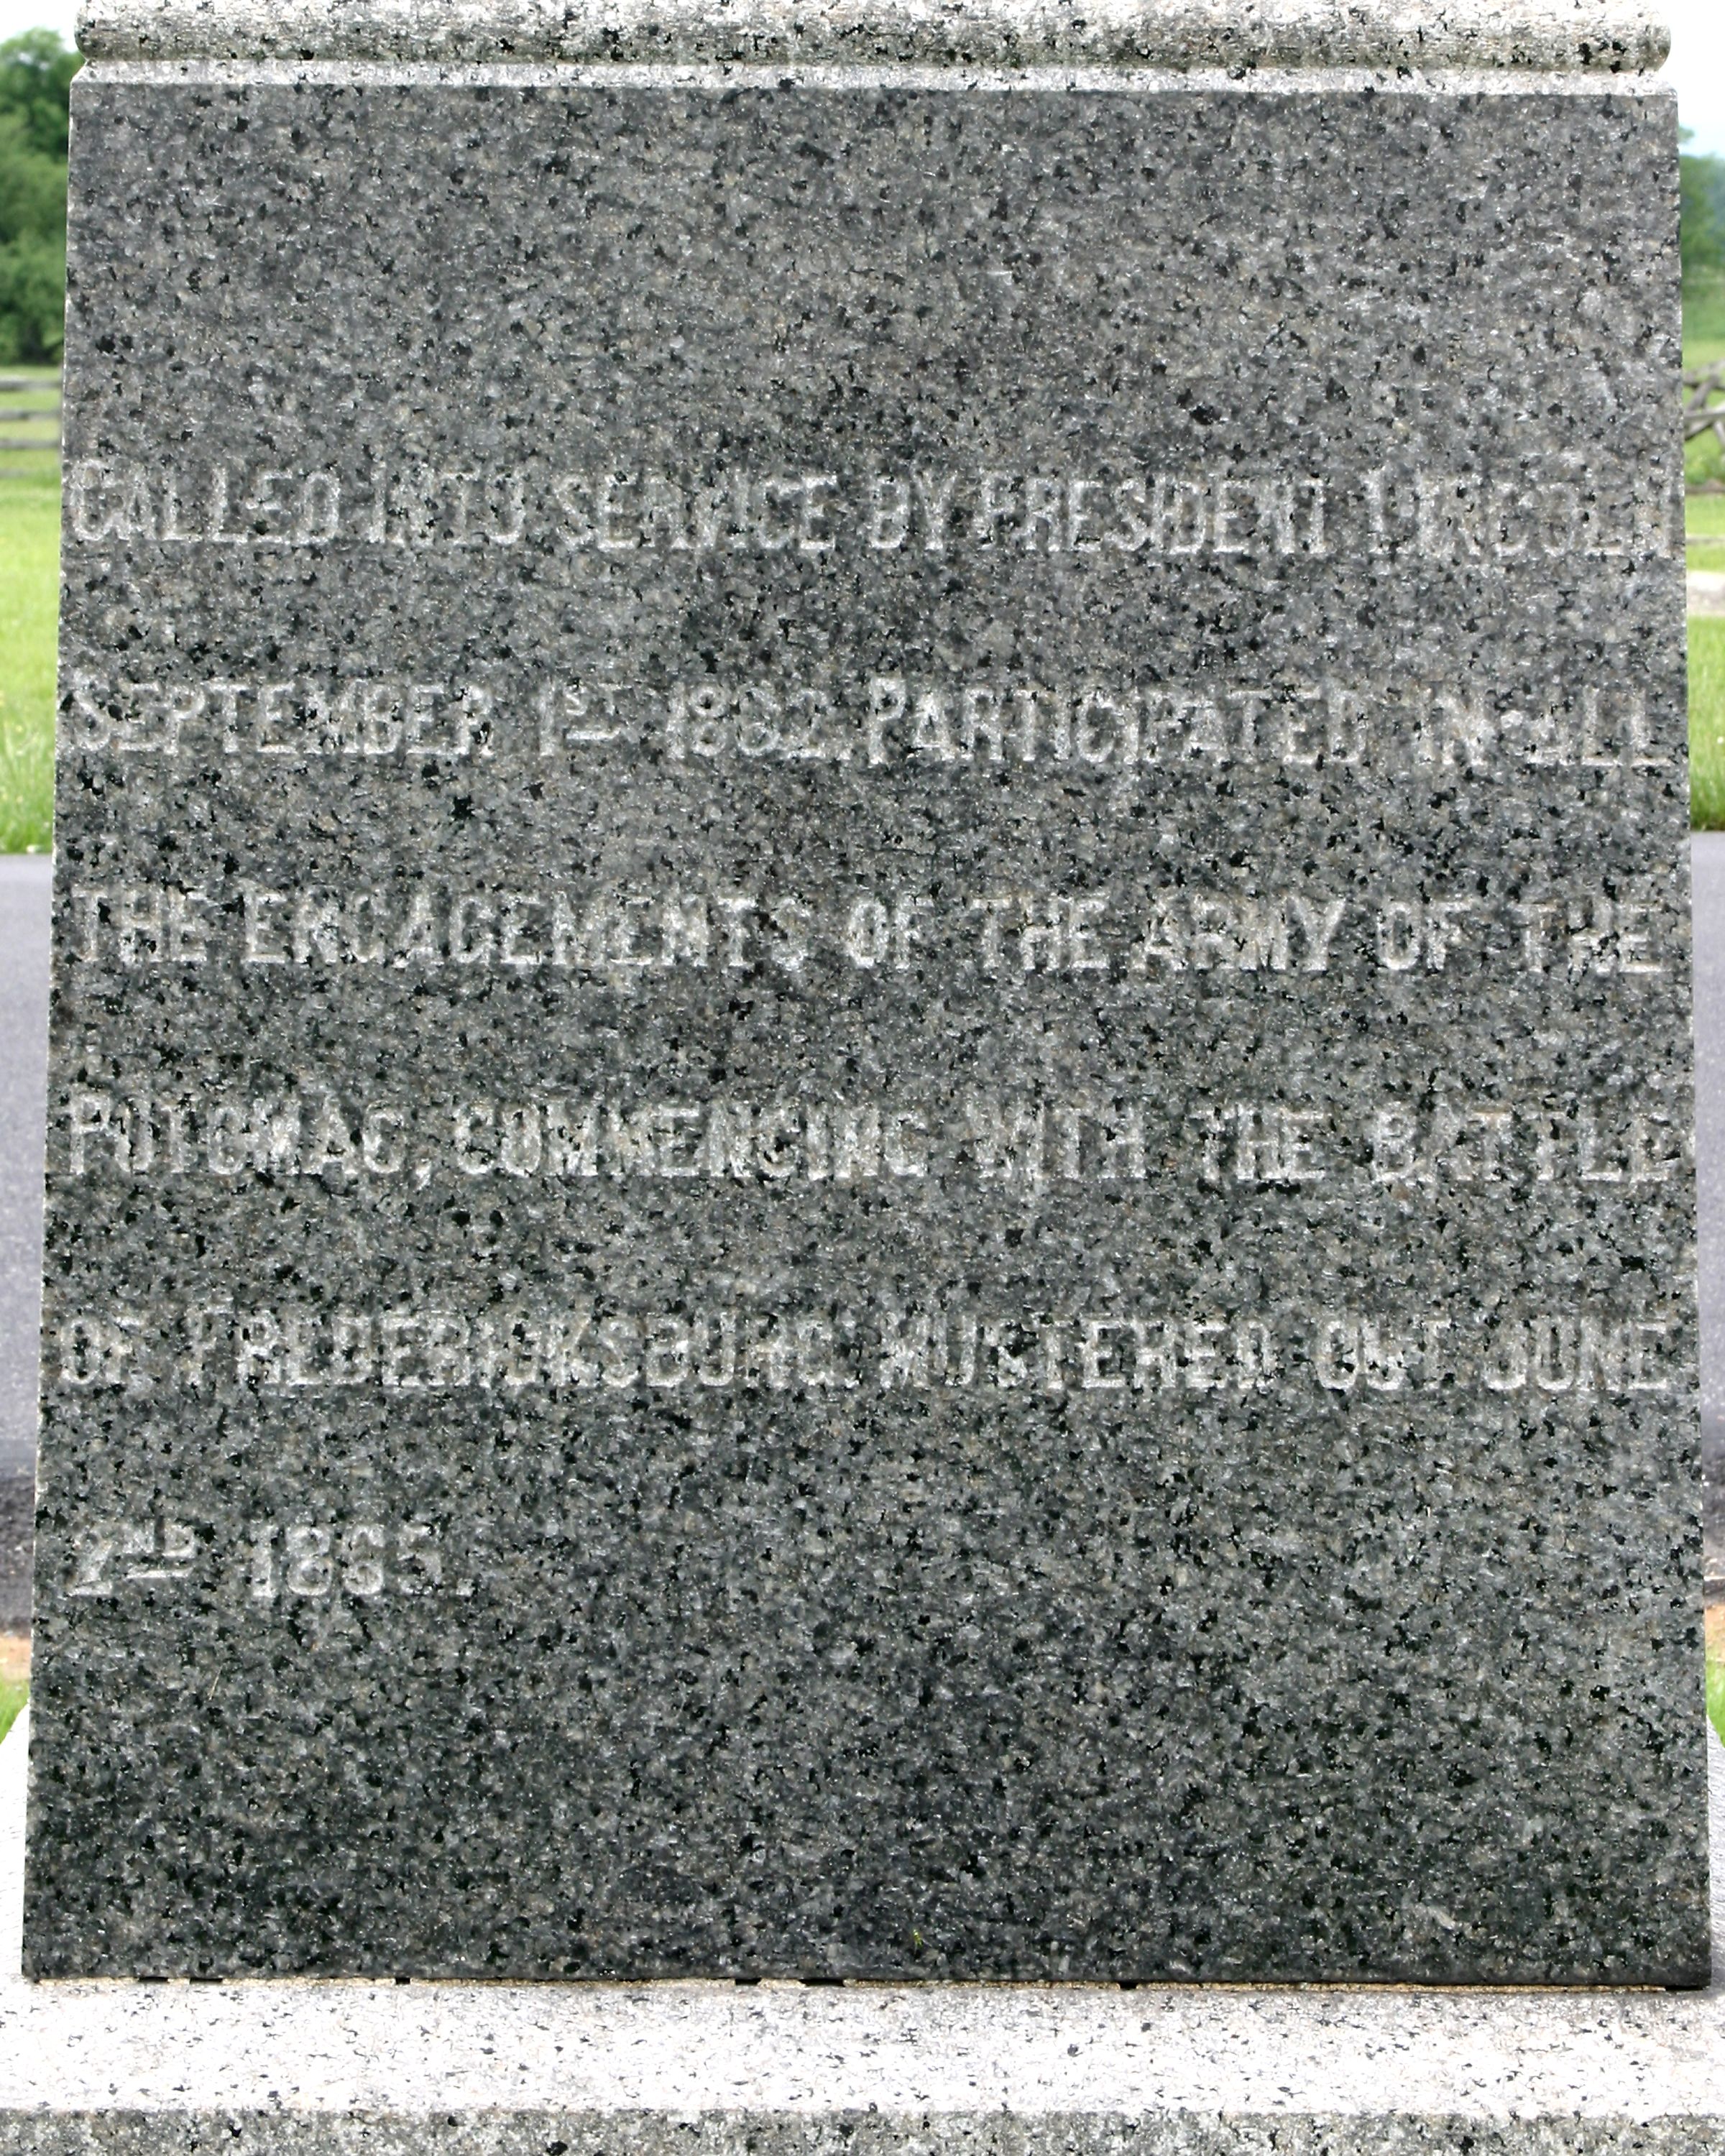 CALLED INTO SERVICE BY PRESIDENT LINCOLN
SEPTEMBER 1ST 1862. PARTICIPATED IN ALL
THE ENGAGEMENTS OF THE ARMY OF THE
POTOMAC, COMMENCING WITH THE BATTLE
OF FREDERICKSBURG. MUSTERED OUT JUNE
2ND 1865.